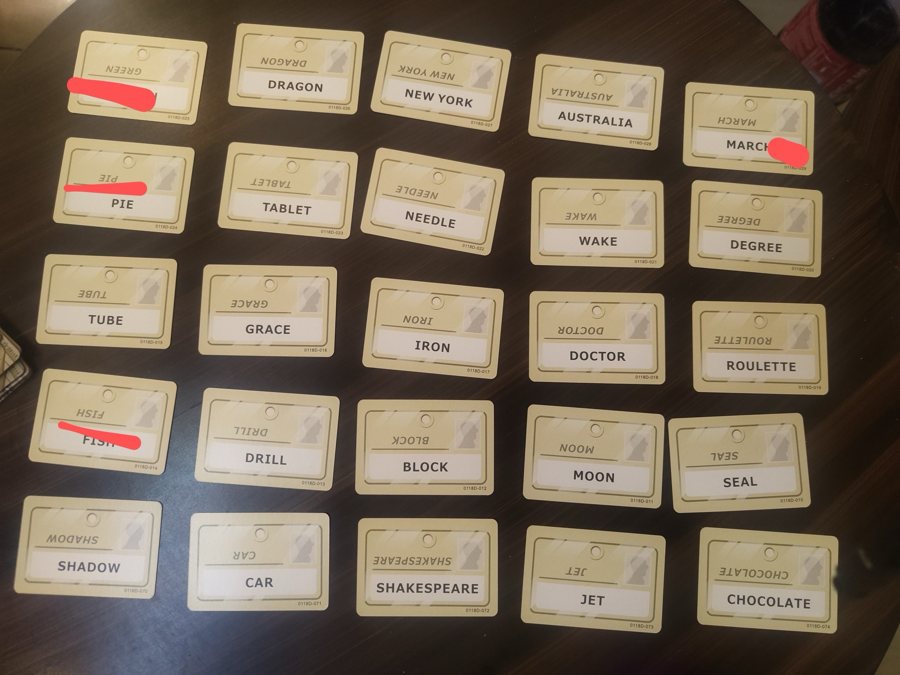 GREEN
DRAGON
DRAGON
NEW YORK
NEW YORK
AUSTRALIA
AUSTRALIA
MARCH
MARCH
PIE
PIE
TABLET
TABLET
NEEDLE
NEEDLE
WAKE
WAKE
DEGREE
DEGREE
TUBE
TUBE
GRACE
GRACE
IRON
IRON
DOCTOR
DOCTOR
ROULETTE
ROULETTE
FISH
FISH
DRILL
DRILL
BLOCK
BLOCK
MOON
MOON
SEAL
SEAL
SHADOW
SHADOW
CAR
CAR
SHAKESPEARE
SHAKESPEARE
JET
JET
CHOCOLATE
CHOCOLATE